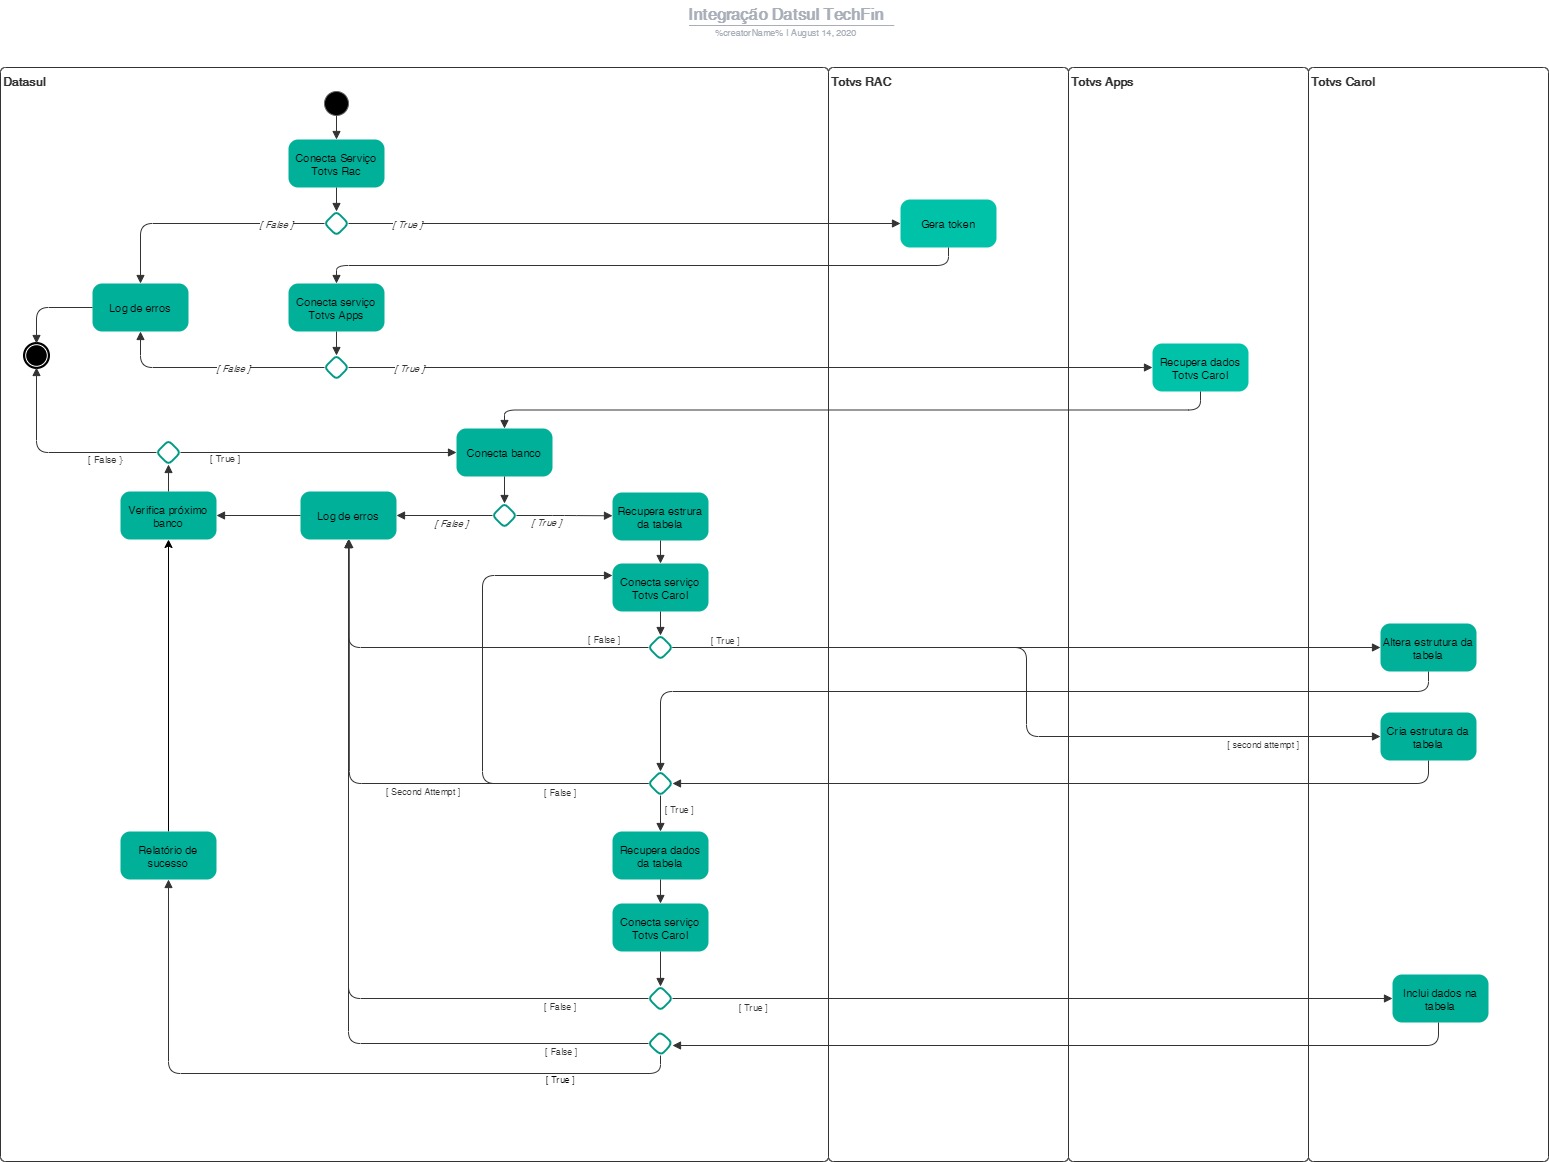 Integração Datsul TechFin
%creatorName% | August 14, 2020
Datasul
Totvs RAC
Totvs Apps
Totvs Carol
Conecta Serviço
Totvs Rac
[ False ]
[ True ]
Gera token
Log de erros
Conecta serviço
Totvs Apps
[ False ]
[ True ]
Recupera dados
Totvs Carol
[ False }
[ True ]
Conecta banco
Verifica próximo
banco
Log de erros
[ False ]
[ True ]
Recupera estrura
da tabela
Conecta serviço
Totvs Carol
[ False ]
[ True ]
Altera estrutura da
tabela
Cria estrutura da
tabela
[ second attempt ]
[ Second Attempt ]
[ False ]
[ True ]
Relatório de
sucesso
Recupera dados
da tabela
Conecta serviço
Totvs Carol
[ False ]
[ True ]
Inclui dados na
tabela
[ False ]
[ True ]